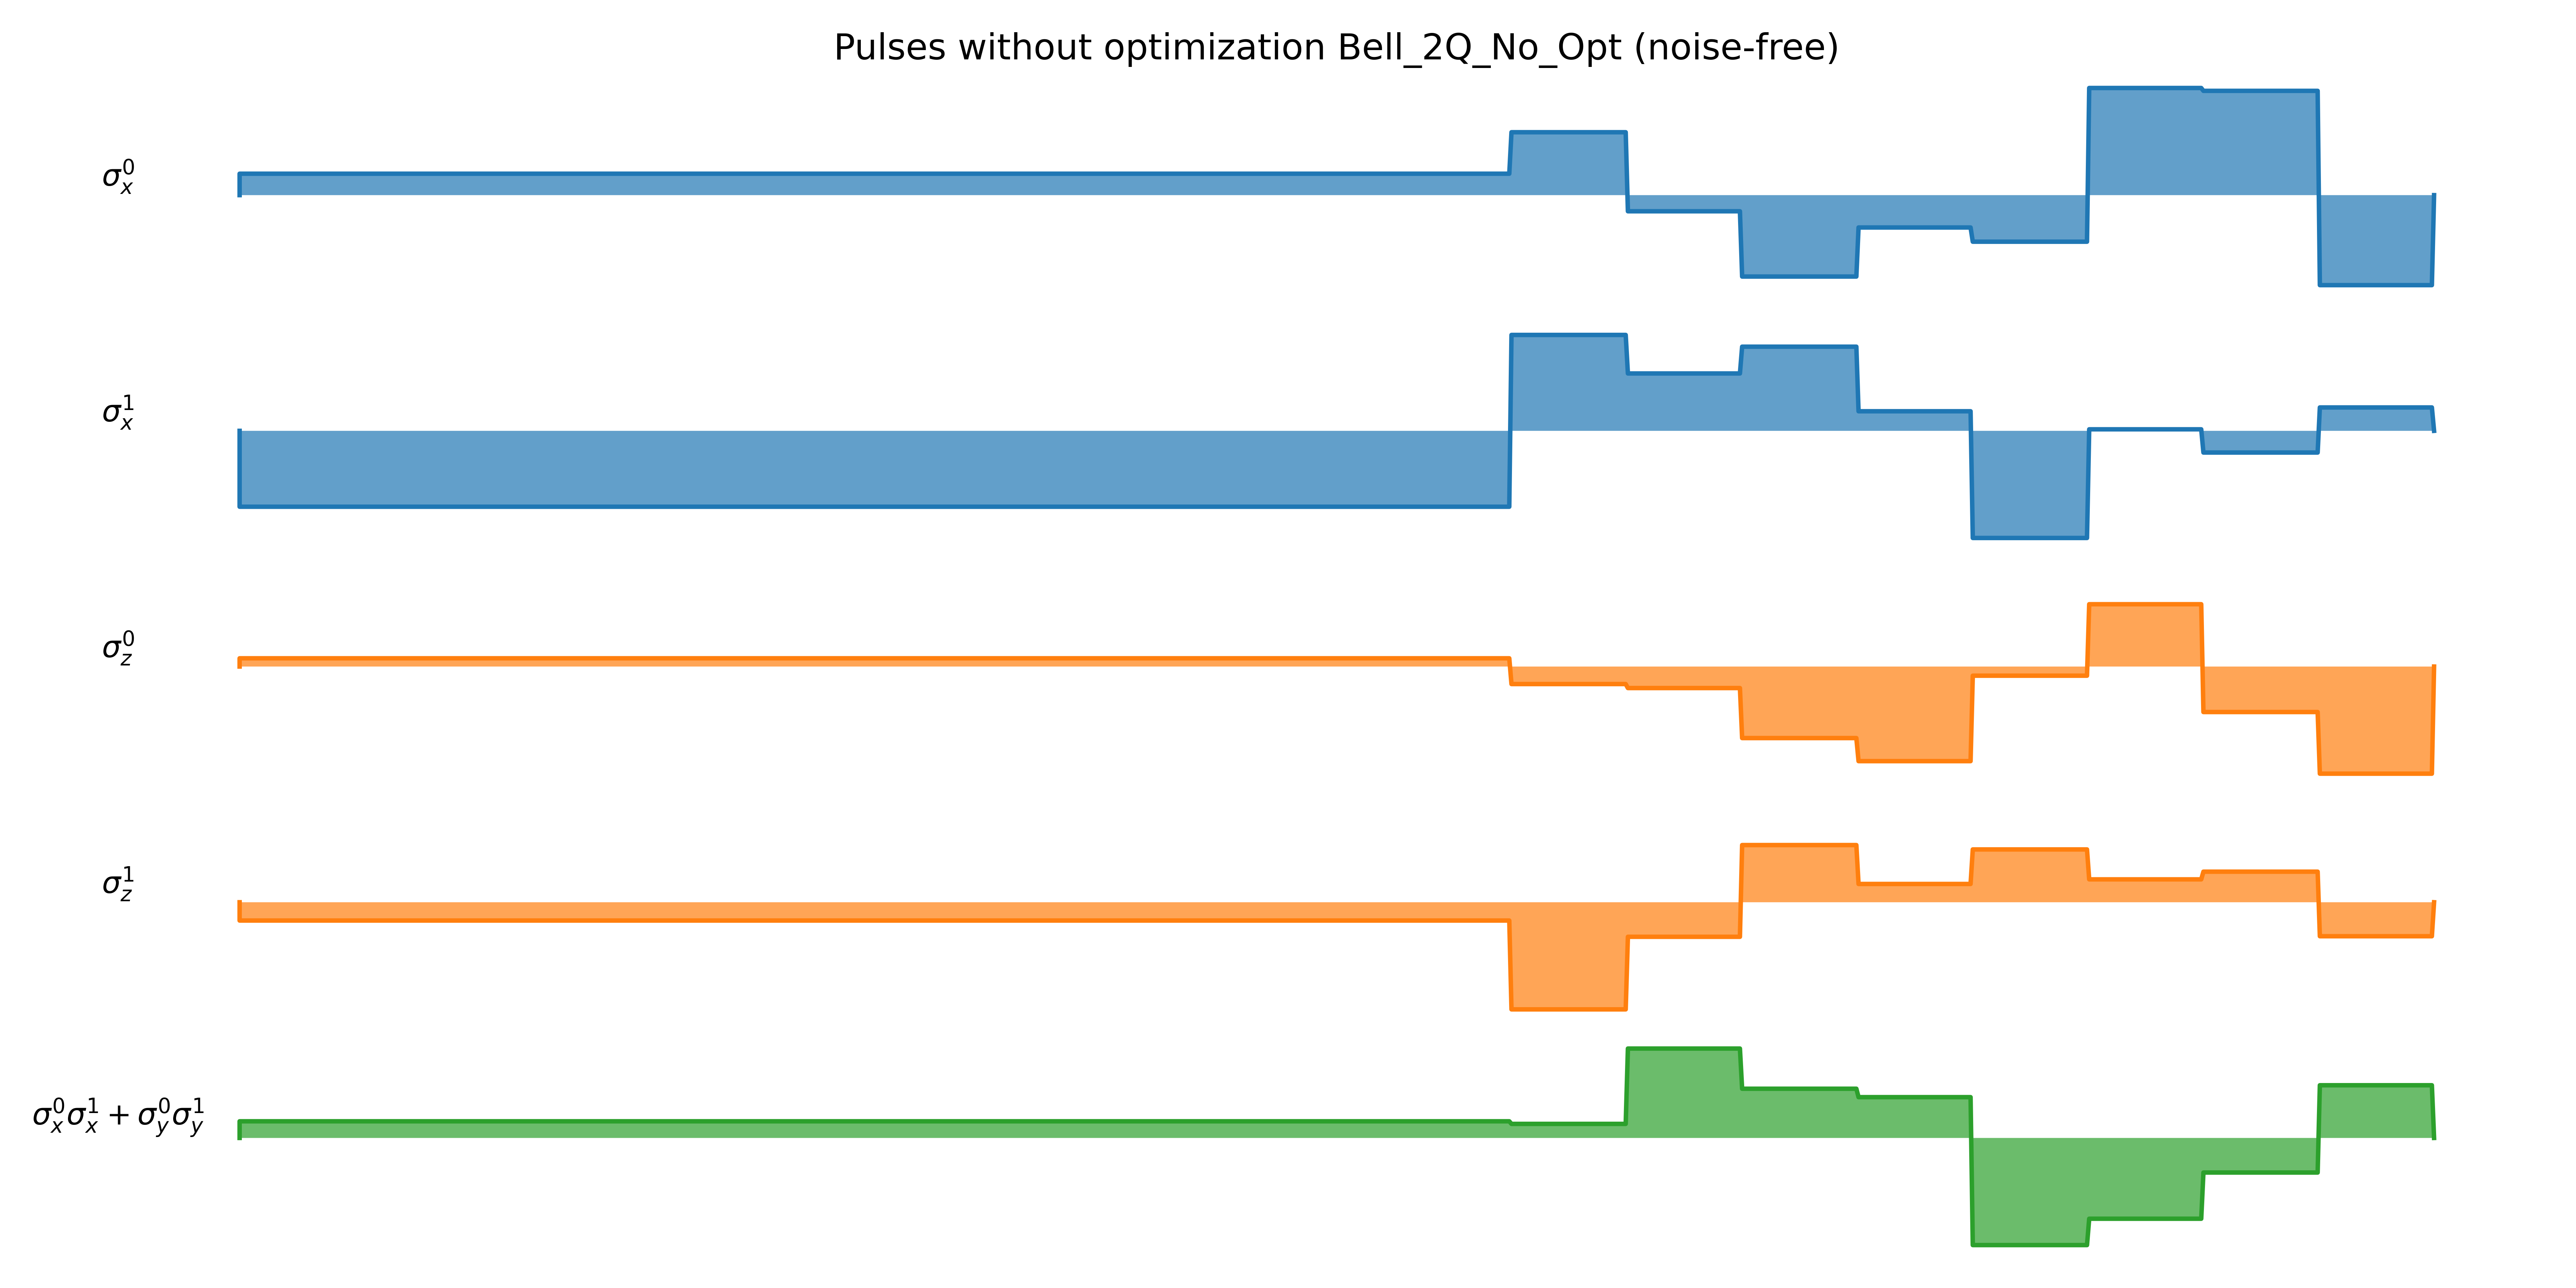 Pulses without optimization Bell_2Q_No_Opt (noise-free)
σ_x^0
σ_x^1
σ_z^0
σ_z^1
σ_x^0σ_x^1 + σ_y^0σ_y^1